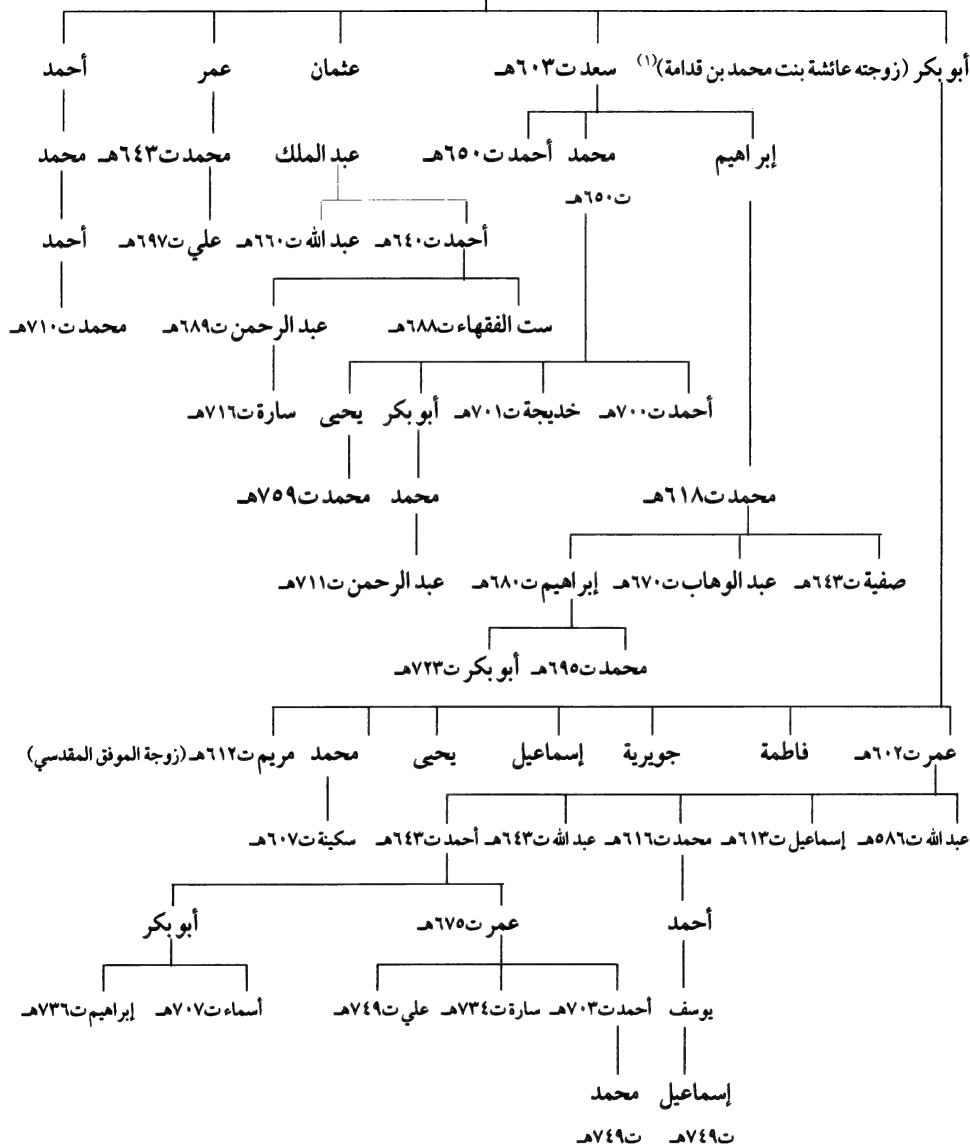 أبو بكر (زوجته عائشة بنت محمد بن قدامة)(١) سعد ت٦٠٣هـ عثمان عمر أحمد
إبراهيم محمد أحمد ت٦٥٠هـ عبد الملك محمد ت٦٤٣هـ محمد
ت٦٥٠هـ
أحمد ت٦٤٠هـ عبد الله ت٦٦٠هـ علي ت٦٩٧هـ أحمد
ست الفقهاء ت٦٨٨هـ عبد الرحمن ت٦٨٩هـ محمد ت٧١٠هـ
أحمد ت٧٠٠هـ خديجة ت٧٠١هـ أبو بكر يحيى سارة ت٧١٦هـ
محمد ت٦١٨هـ محمد محمد ت٧٥٩هـ
صفية ت٦٤٣هـ عبد الوهاب ت٦٧٠هـ إبراهيم ت٦٨٠هـ عبد الرحمن ت٧١١هـ
محمد ت٦٩٥هـ أبو بكر ت٧٢٣هـ
عمر ت٦٠٢هـ فاطمة جويرية إسماعيل يحيى محمد مريم ت٦١٢هـ (زوجة الموفق المقدسي)
عبد الله ت٥٨٦هـ إسماعيل ت٦١٣هـ محمد ت٦١٦هـ عبد الله ت٦٤٣هـ أحمد ت٦٤٣هـ سكينة ت٦٠٧هـ
أحمد عمر ت٦٧٥هـ أبو بكر
يوسف أحمد ت٧٠٣هـ سارة ت٧٣٤هـ علي ت٧٤٩هـ أسماء ت٧٠٧هـ إبراهيم ت٧٣٦هـ
إسماعيل محمد
ت٧٤٩هـ ت٧٤٩هـ